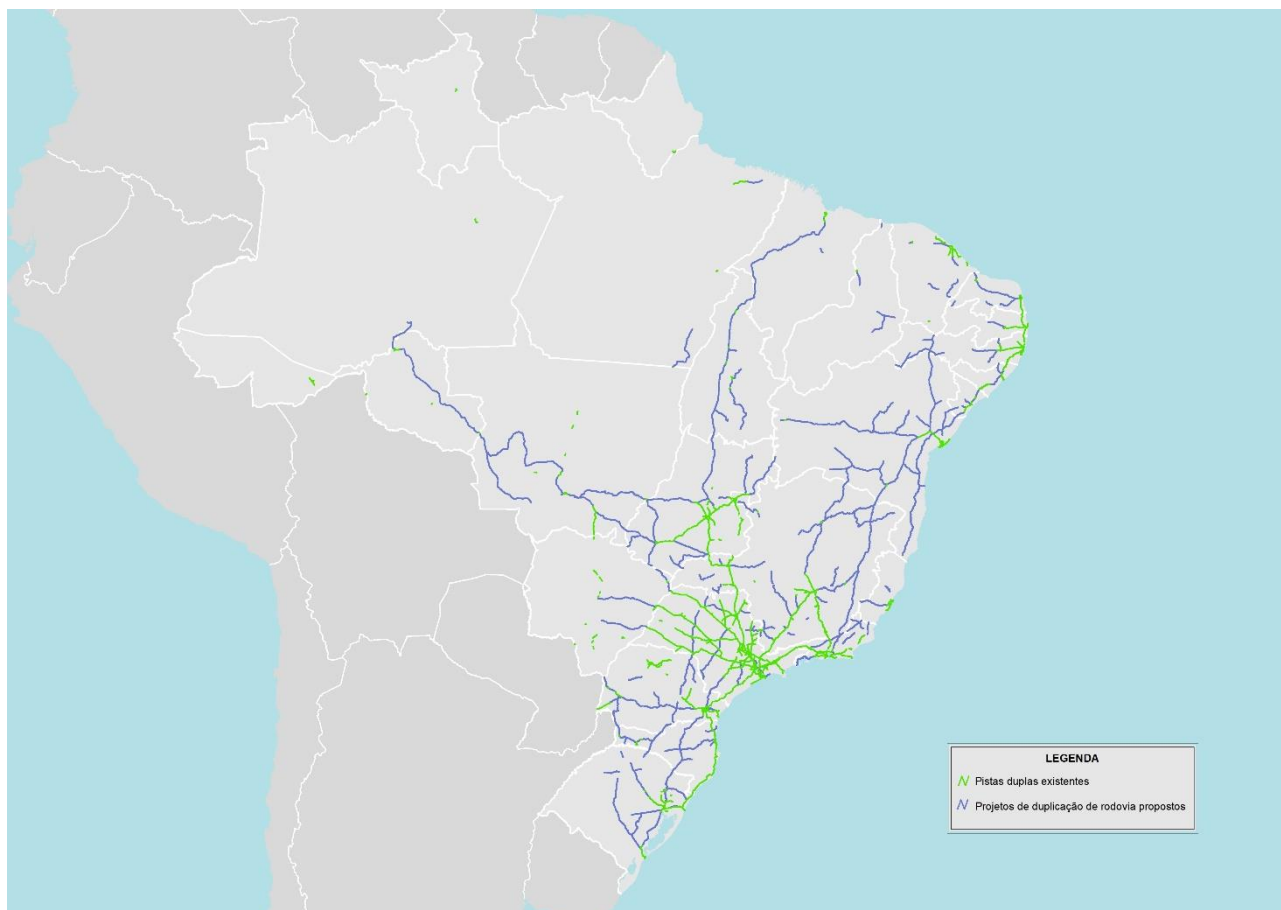 LEGENDA
Pistas duplas existentes
Projetos de duplicação de rodovia propostos